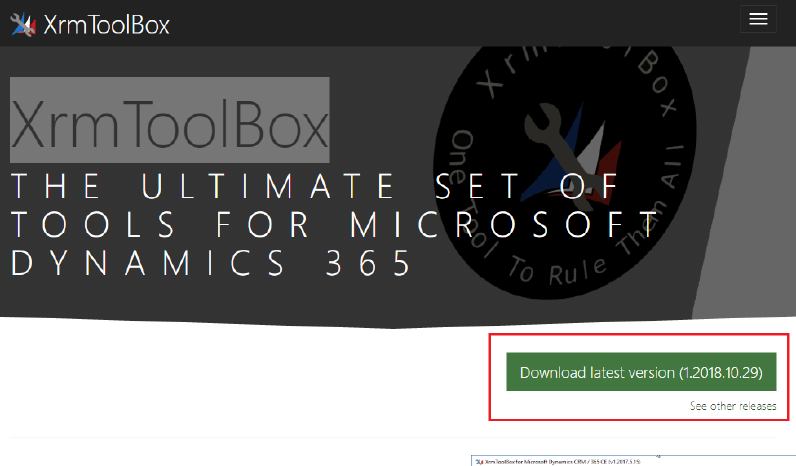 XrmToolBox
XrmToolBox
THE ULTIMATE SET OF
TOOLS FOR MICROSOFT
DYNAMICS 365
XrmToolBox
One Tool To Rule Them All
Download latest version (1.2018.10.29)
See other releases
XrmToolBox for Microsoft Dynamics CRM / 365 CE (v1.2017.5.15)